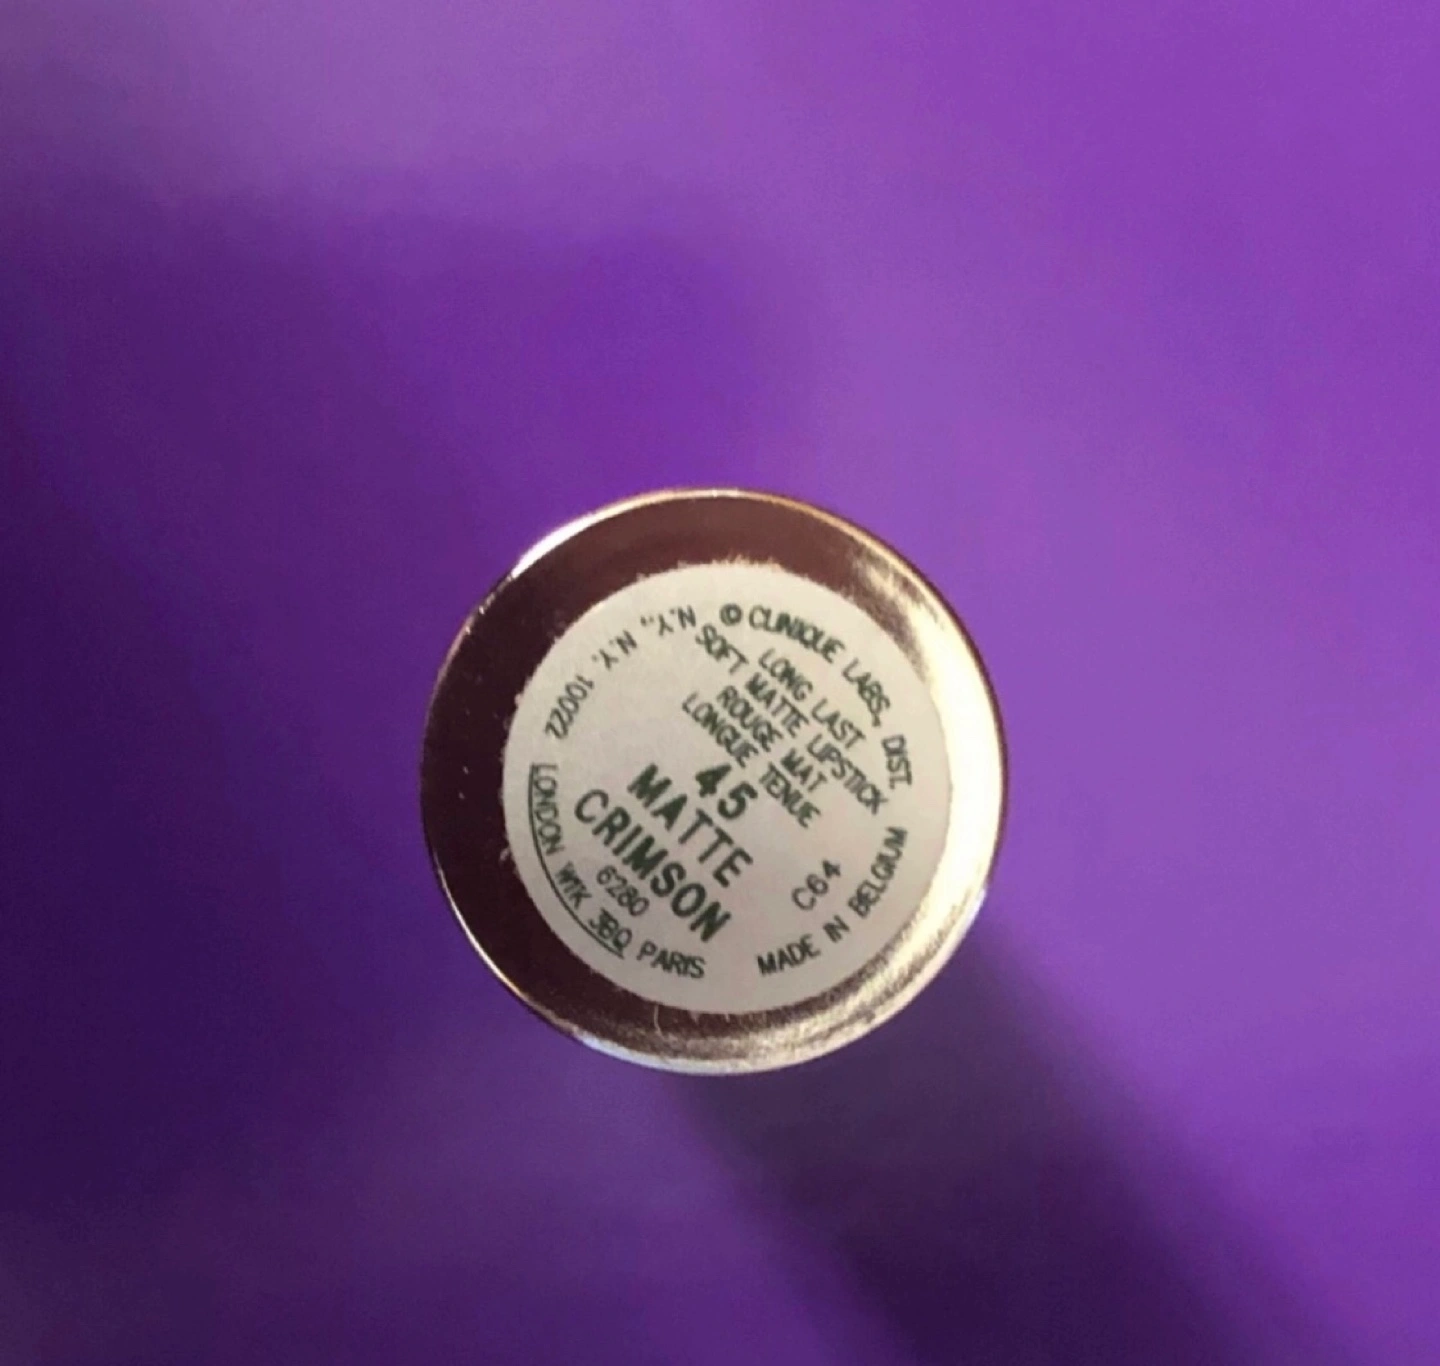 © CLINIQUE LABS, DIST.
N.Y., N.Y. 10022
LONG LAST
SOFT MATTE LIPSTICK
ROUGE MAT
LONGUE TENUE
45
MATTE
CRIMSON
6280
C64
LONDON W1K 3BQ PARIS
MADE IN BELGIUM